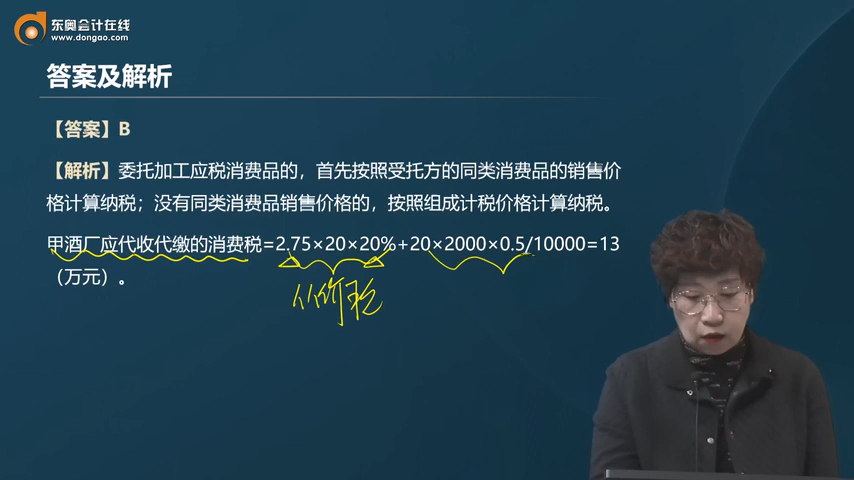 东奥会计在线
www.dongao.com
答案及解析
【答案】B
【解析】委托加工应税消费品的，首先按照受托方的同类消费品的销售价
格计算纳税；没有同类消费品销售价格的，按照组成计税价格计算纳税。
甲酒厂应代收代缴的消费税=2.75×20×20%+20×2000×0.5/10000=13
（万元）。
从价税